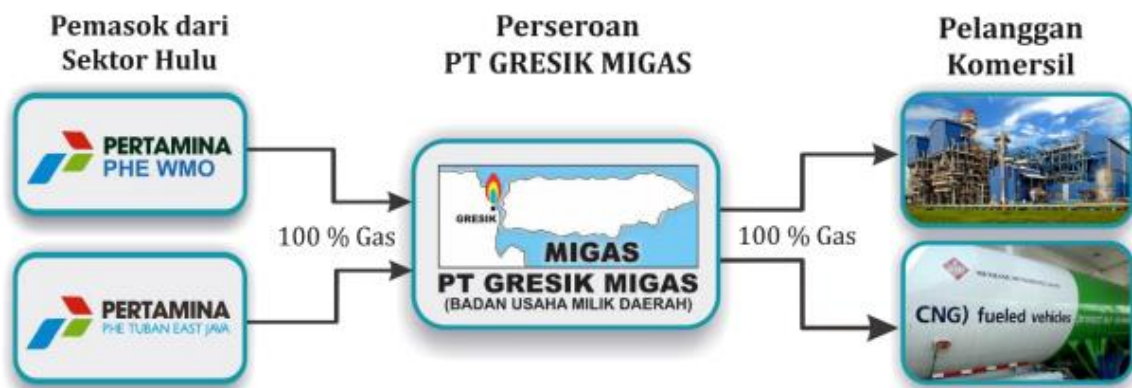 Pemasok dari
Sektor Hulu
Perseroan
PT GRESIK MIGAS
Pelanggan
Komersil
PERTAMINA
PHE WMO
PERTAMINA
PHE TUBAN EAST JAVA
100 % Gas
GRESIK
MIGAS
PT GRESIK MIGAS
(BADAN USAHA MILIK DAERAH)
100 % Gas
CNG) fueled vehicles